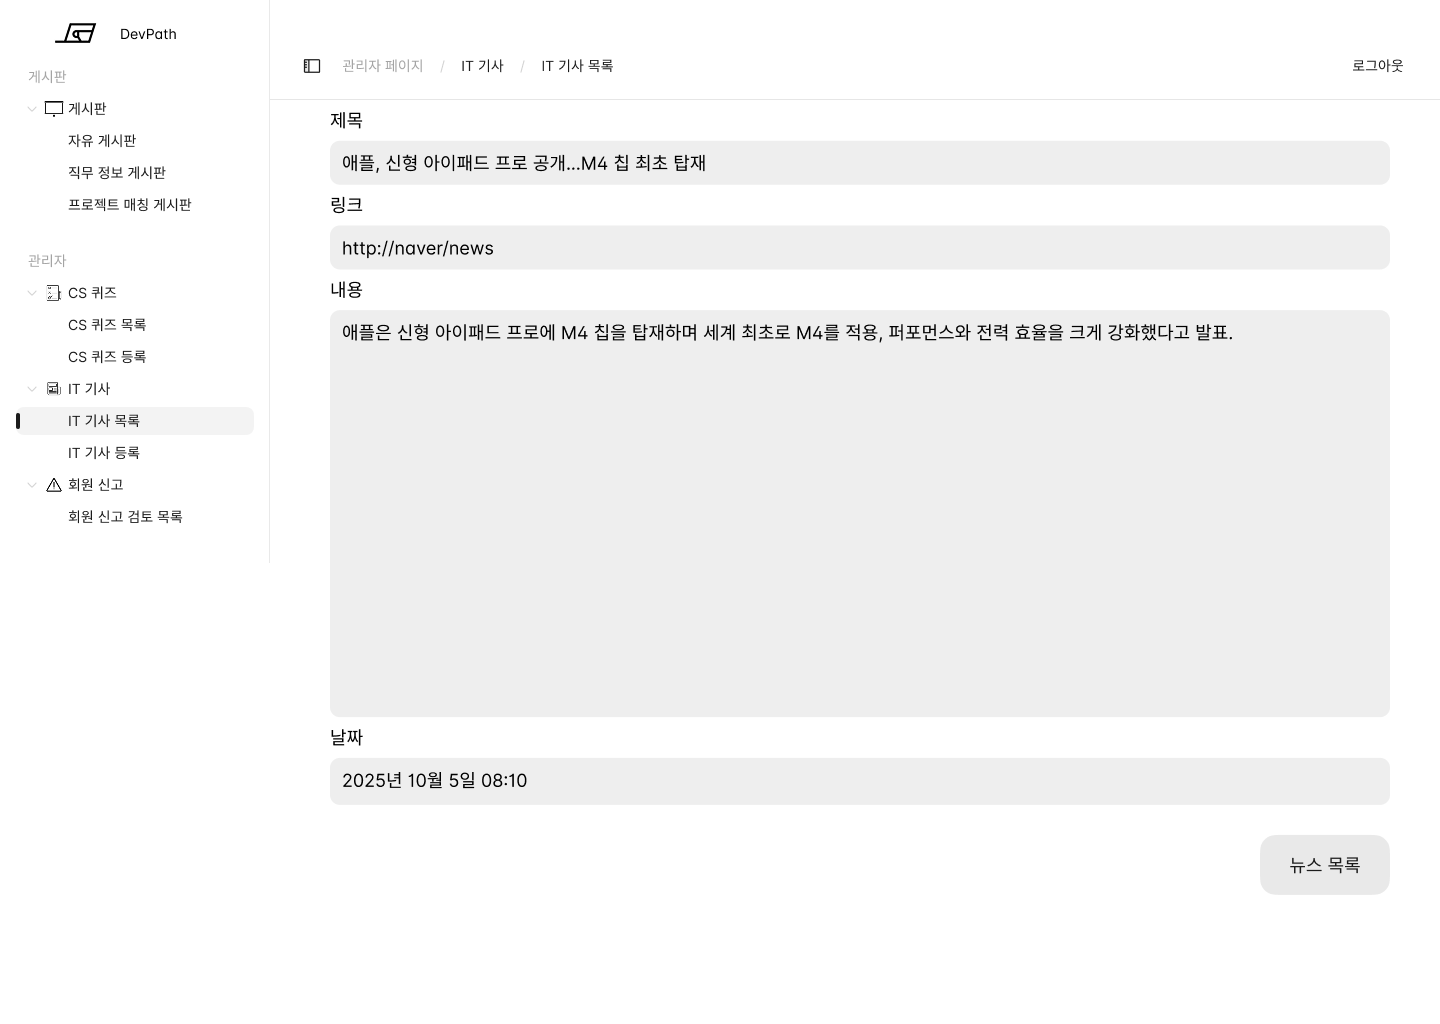 DevPath
게시판
게시판
자유 게시판
직무 정보 게시판
프로젝트 매칭 게시판
관리자
CS 퀴즈
CS 퀴즈 목록
CS 퀴즈 등록
IT 기사
IT 기사 목록
IT 기사 등록
회원 신고
회원 신고 검토 목록
관리자 페이지 / IT 기사 / IT 기사 목록
로그아웃
제목
애플, 신형 아이패드 프로 공개...M4 칩 최초 탑재
링크
http://naver/news
내용
애플은 신형 아이패드 프로에 M4 칩을 탑재하며 세계 최초로 M4를 적용, 퍼포먼스와 전력 효율을 크게 강화했다고 발표.
날짜
2025년 10월 5일 08:10
뉴스 목록